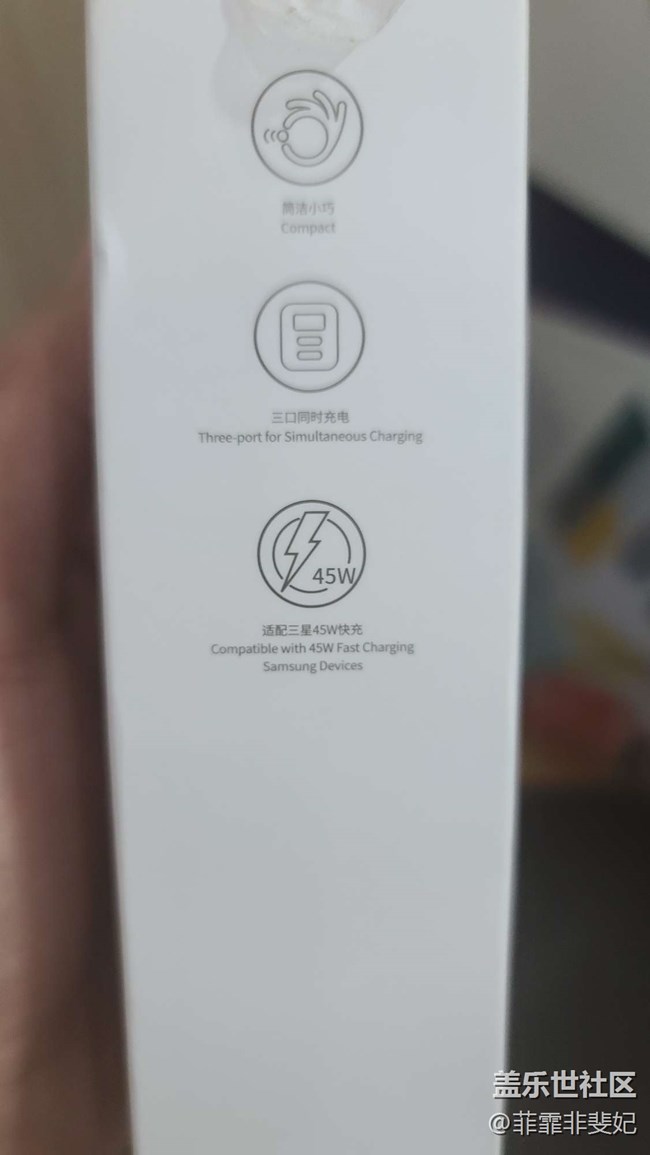 简洁小巧
Compact
三口同时充电
Three-port for Simultaneous Charging
45W
适配三星45W快充
Compatible with 45W Fast Charging
Samsung Devices
盖乐世社区
@菲霏非斐妃